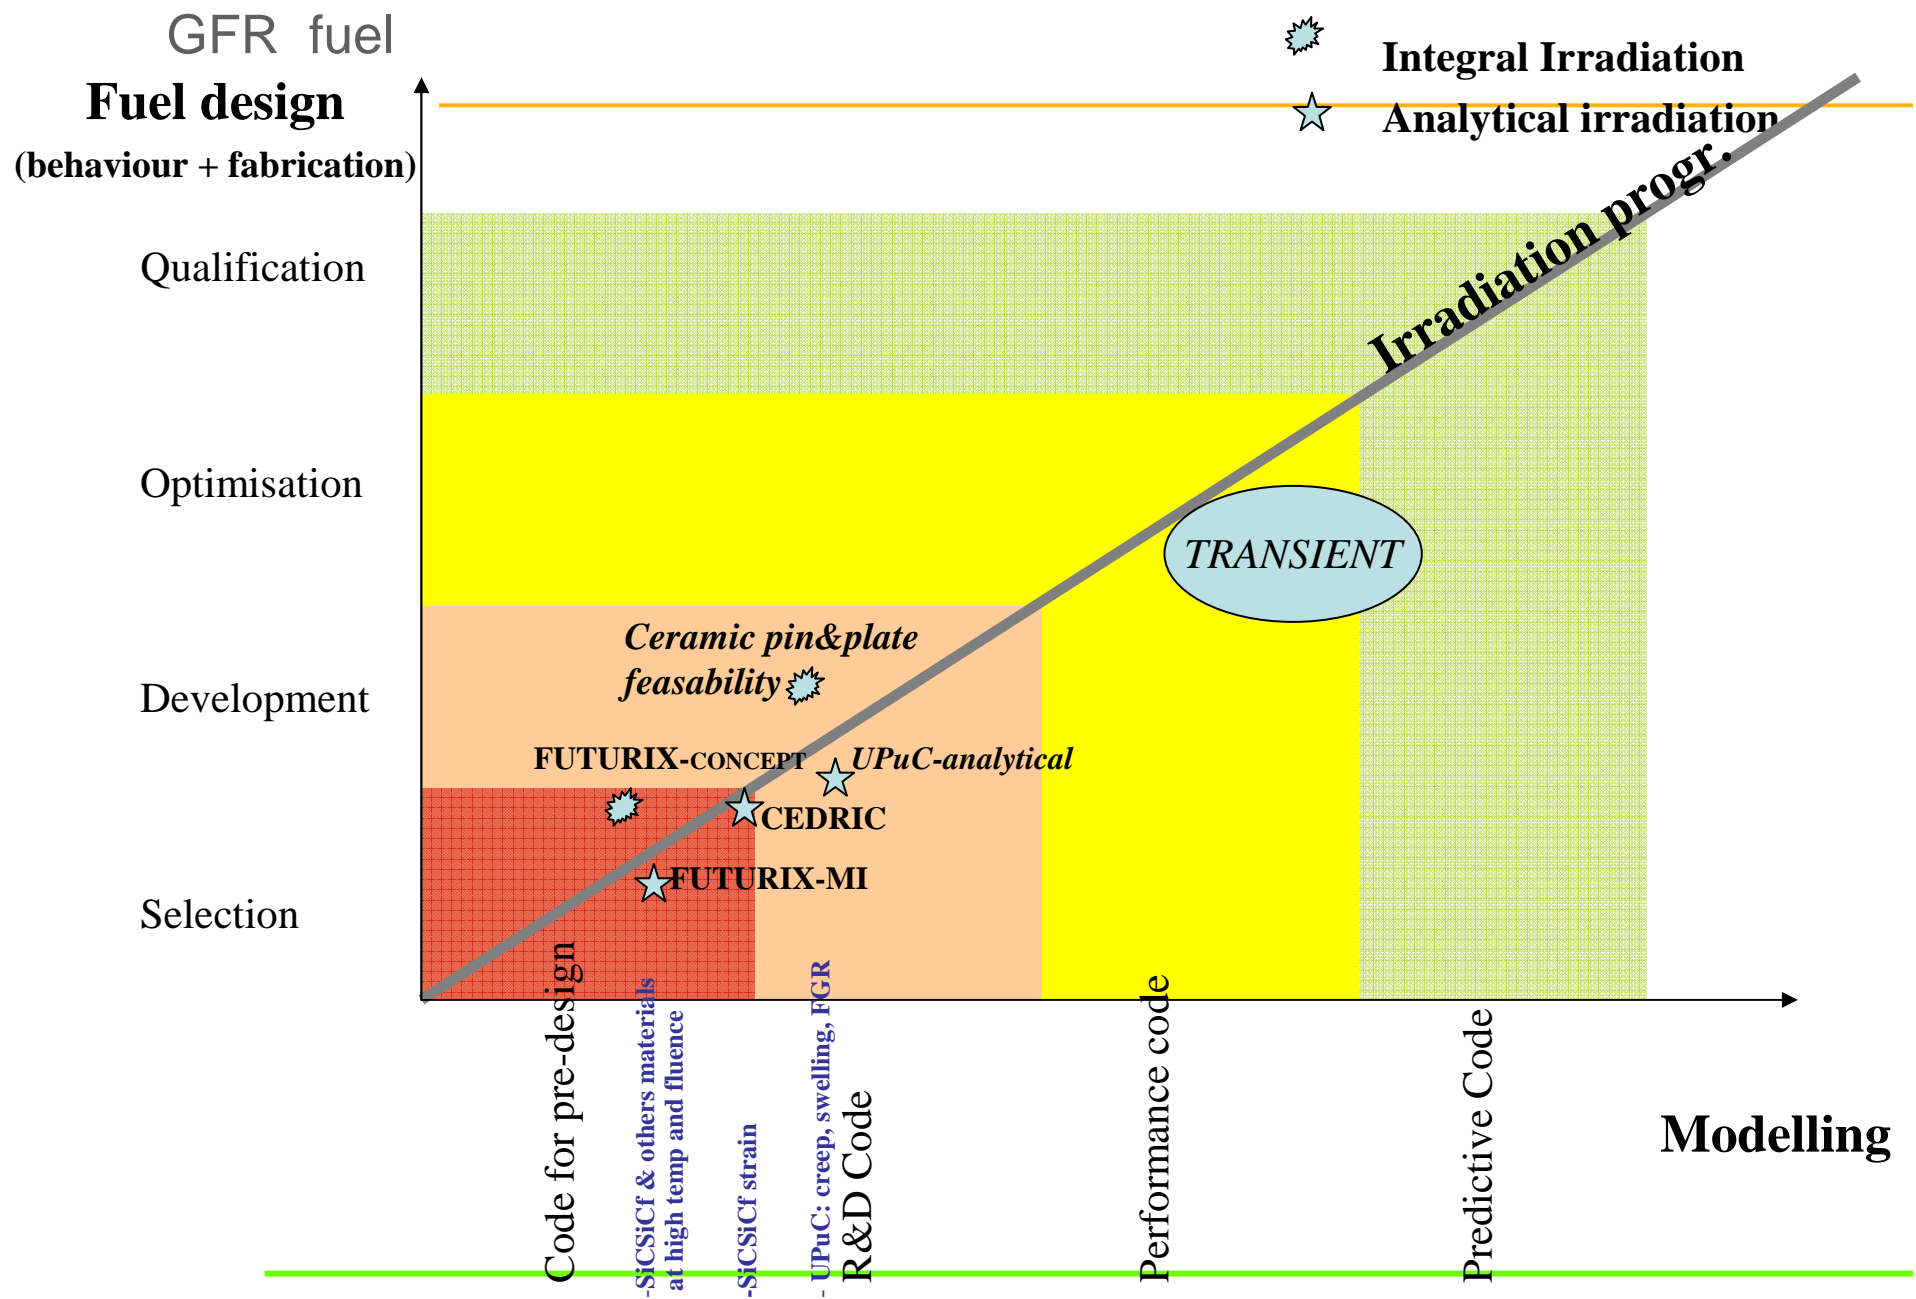 GFR fuel
Fuel design
(behaviour + fabrication)
Integral Irradiation
Analytical irradiation
Irradiation progr.
Qualification
Optimisation
TRANSIENT
Development
Ceramic pin&plate
feasability
FUTURIX-CONCEPT
UPuC-analytical
CEDRIC
FUTURIX-MI
Selection
Code for pre-design
-SiCSiCf & others materials
at high temp and fluence
-SiCSiCf strain
- UPuC: creep, swelling, FGR
R&D Code
Performance code
Predictive Code
Modelling